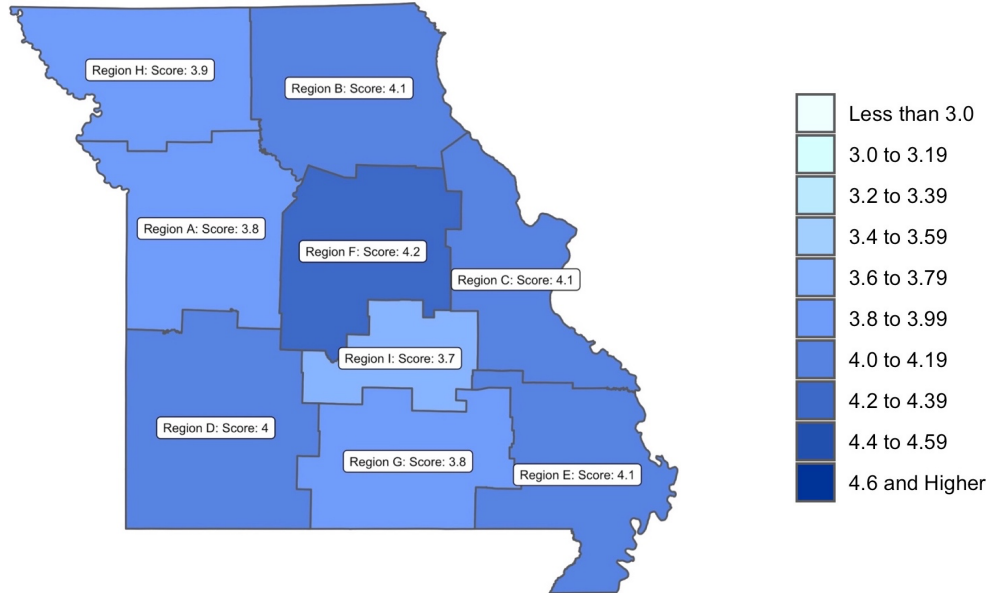 Region H: Score: 3.9
Region B: Score: 4.1
Region A: Score: 3.8
Region F: Score: 4.2
Region C: Score: 4.1
Region I: Score: 3.7
Region D: Score: 4
Region G: Score: 3.8
Region E: Score: 4.1
Less than 3.0
3.0 to 3.19
3.2 to 3.39
3.4 to 3.59
3.6 to 3.79
3.8 to 3.99
4.0 to 4.19
4.2 to 4.39
4.4 to 4.59
4.6 and Higher